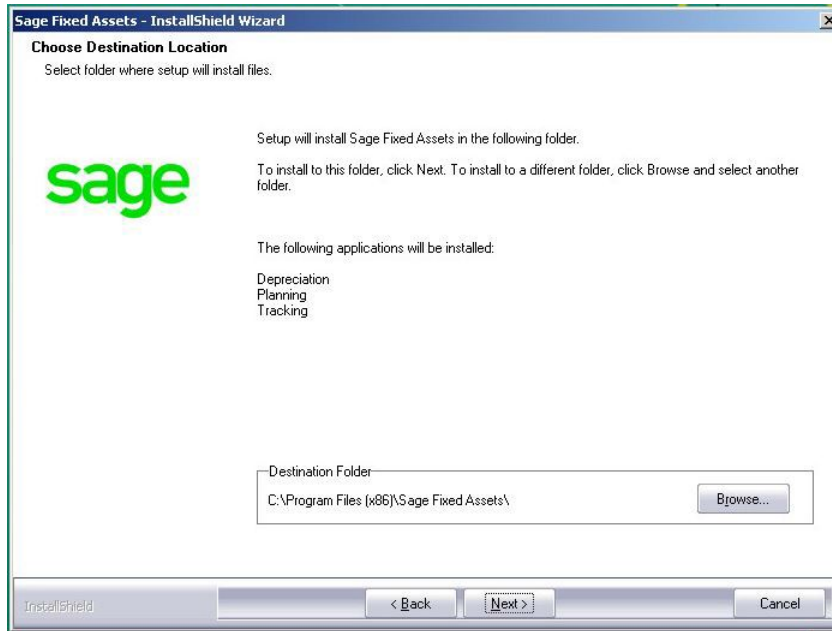 Sage Fixed Assets - InstallShield Wizard
Choose Destination Location
Select folder where setup will install files.
sage
Setup will install Sage Fixed Assets in the following folder.
To install to this folder, click Next. To install to a different folder, click Browse and select another
folder.
The following applications will be installed:
Depreciation
Planning
Tracking
Destination Folder
C:\Program Files (x86)\Sage Fixed Assets\
Browse...
InstallShield
< Back
Next >
Cancel